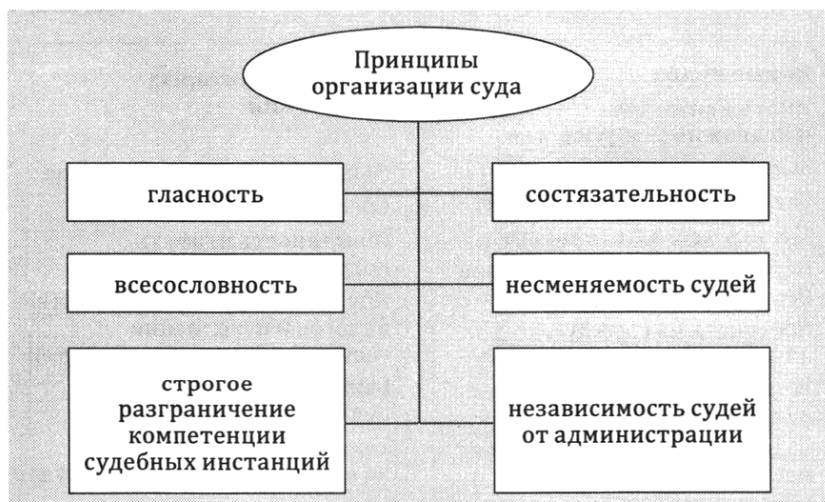 Принципы
организации суда
гласность
состязательность
всесословность
несменяемость судей
строгое
разграничение
компетенции
судебных инстанций
независимость судей
от администрации